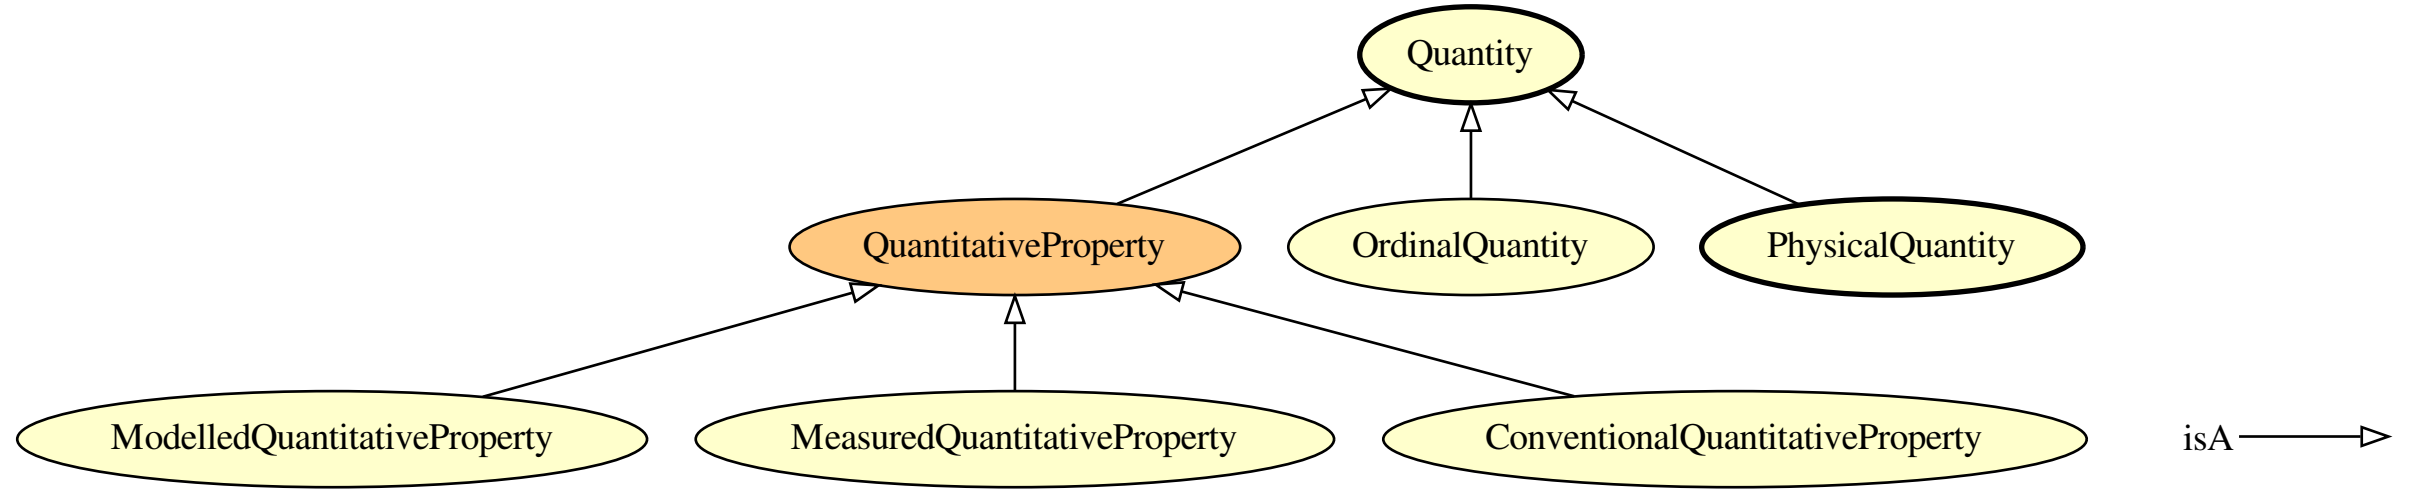 Quantity
QuantitativeProperty
OrdinalQuantity
PhysicalQuantity
ModelledQuantitativeProperty
MeasuredQuantitativeProperty
ConventionalQuantitativeProperty
isA